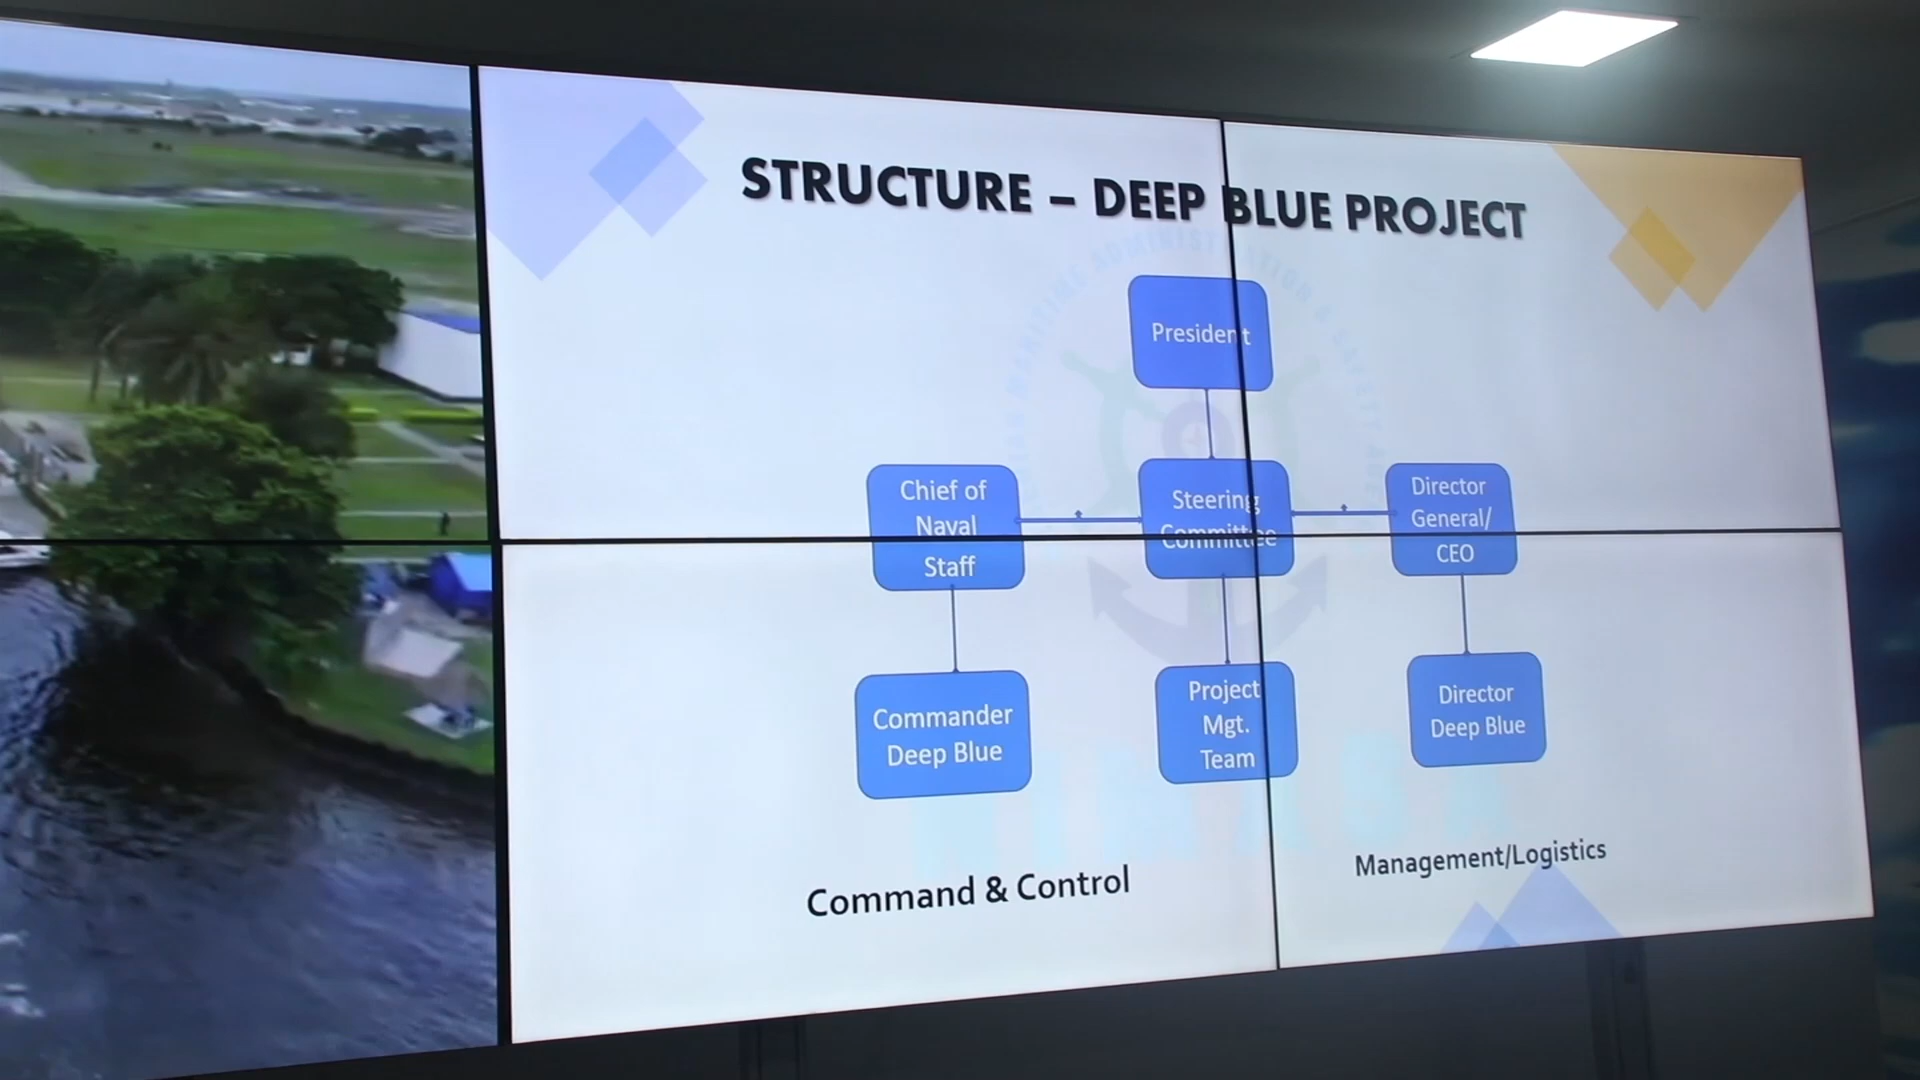 STRUCTURE – DEEP BLUE PROJECT
President
Chief of
Naval
Staff
Steering
Committee
Director
General/
CEO
Commander
Deep Blue
Project
Mgt.
Team
Director
Deep Blue
Command & Control
Management/Logistics
NIMASA